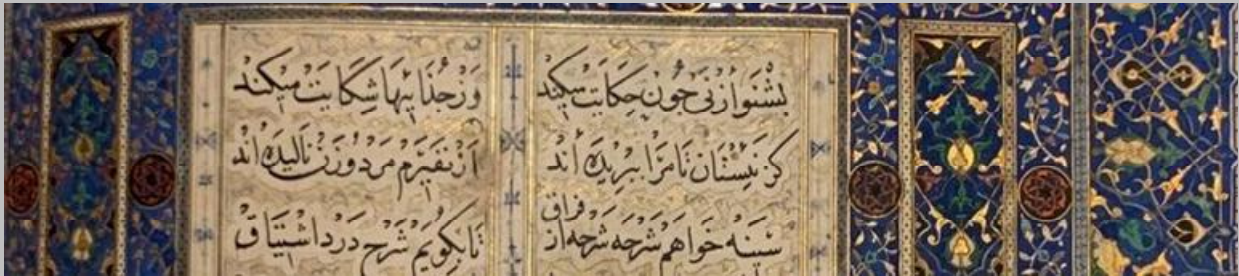 بشنو از نی چون حکایت میکند وز جدائیها شکایت میکند
کز نیستان تا مرا ببریده اند از نفیرم مرد و زن نالیده اند
سینه خواهم شرحه شرحه از فراق تا بگویم شرح درد اشتیاق